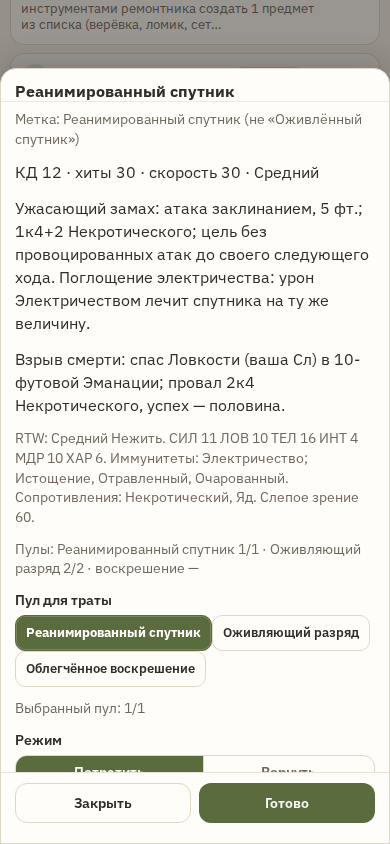 инструментами ремонтника создать 1 предмет
из списка (верёвка, ломик, сет…
Реанимированный спутник
Метка: Реанимированный спутник (не «Оживлённый
спутник»)
КД 12 · хиты 30 · скорость 30 · Средний
Ужасающий замах: атака заклинанием, 5 фт.;
1к4+2 Некротического; цель без
провоцированных атак до своего следующего
хода. Поглощение электричества: урон
Электричеством лечит спутника на ту же
величину.
Взрыв смерти: спас Ловкости (ваша Сл) в 10-
футовой Эманации; провал 2к4
Некротического, успех — половина.
RTW: Средний Нежить. СИЛ 11 ЛОВ 10 ТЕЛ 16 ИНТ 4
МДР 10 ХАР 6. Иммунитеты: Электричество;
Истощение, Отравленный, Очарованный.
Сопротивления: Некротический, Яд. Слепое зрение
60.
Пулы: Реанимированный спутник 1/1 · Оживляющий
разряд 2/2 · воскрешение —
Пул для траты
Реанимированный спутник
Оживляющий разряд
Облегчённое воскрешение
Выбранный пул: 1/1
Режим
Потратить
Вернуть
Закрыть
Готово